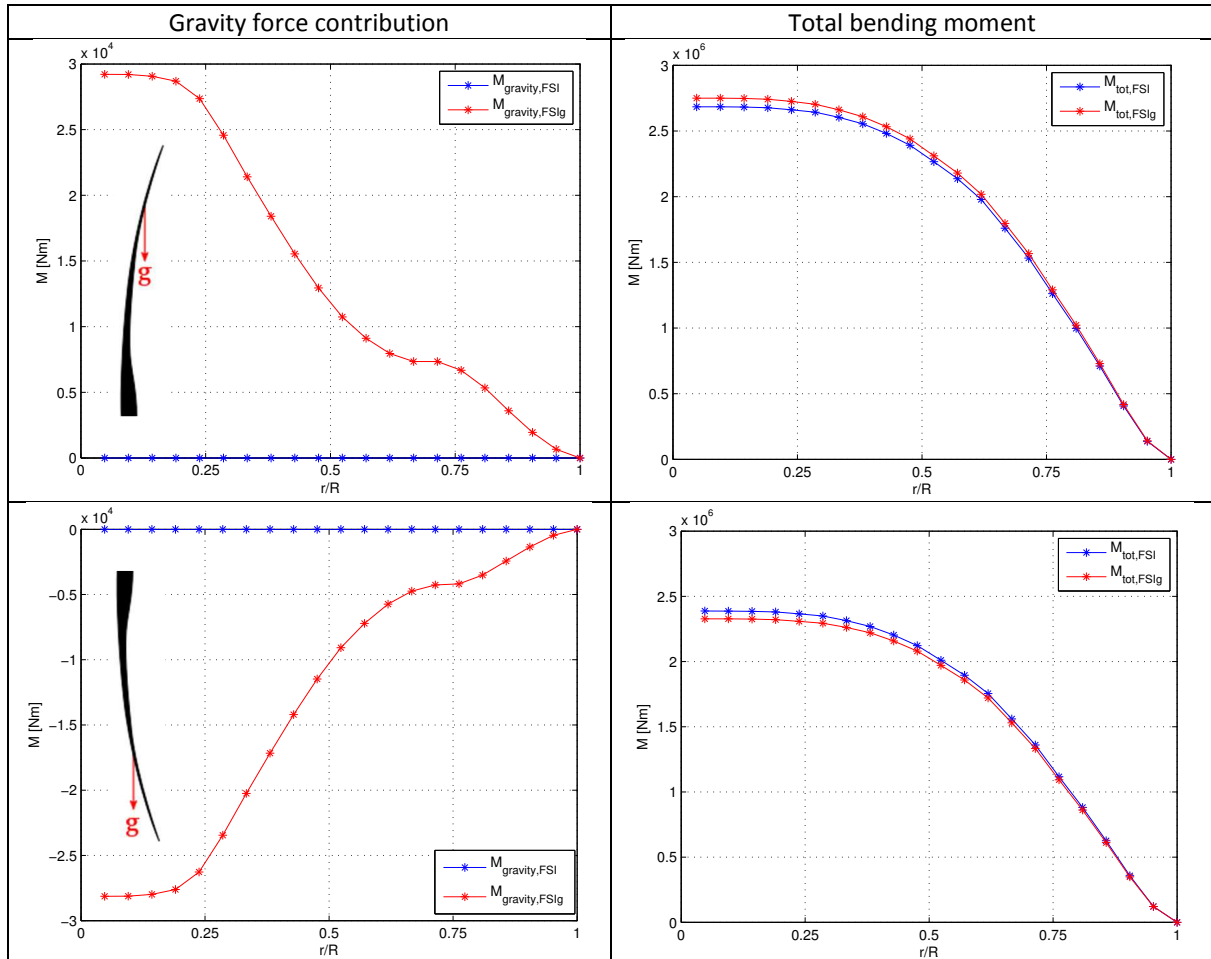 Gravity force contribution
Total bending moment
x 10^4
3
2.5
2
1.5
1
0.5
0
M [Nm]
0 0.25 0.5 0.75 1
r/R
M_gravity,FSI
M_gravity,FSIg
g
x 10^6
3
2.5
2
1.5
1
0.5
0
M [Nm]
0 0.25 0.5 0.75 1
r/R
M_tot,FSI
M_tot,FSIg
x 10^4
0
−0.5
−1
−1.5
−2
−2.5
−3
M [Nm]
0 0.25 0.5 0.75 1
r/R
M_gravity,FSI
M_gravity,FSIg
g
x 10^6
3
2.5
2
1.5
1
0.5
0
M [Nm]
0 0.25 0.5 0.75 1
r/R
M_tot,FSI
M_tot,FSIg